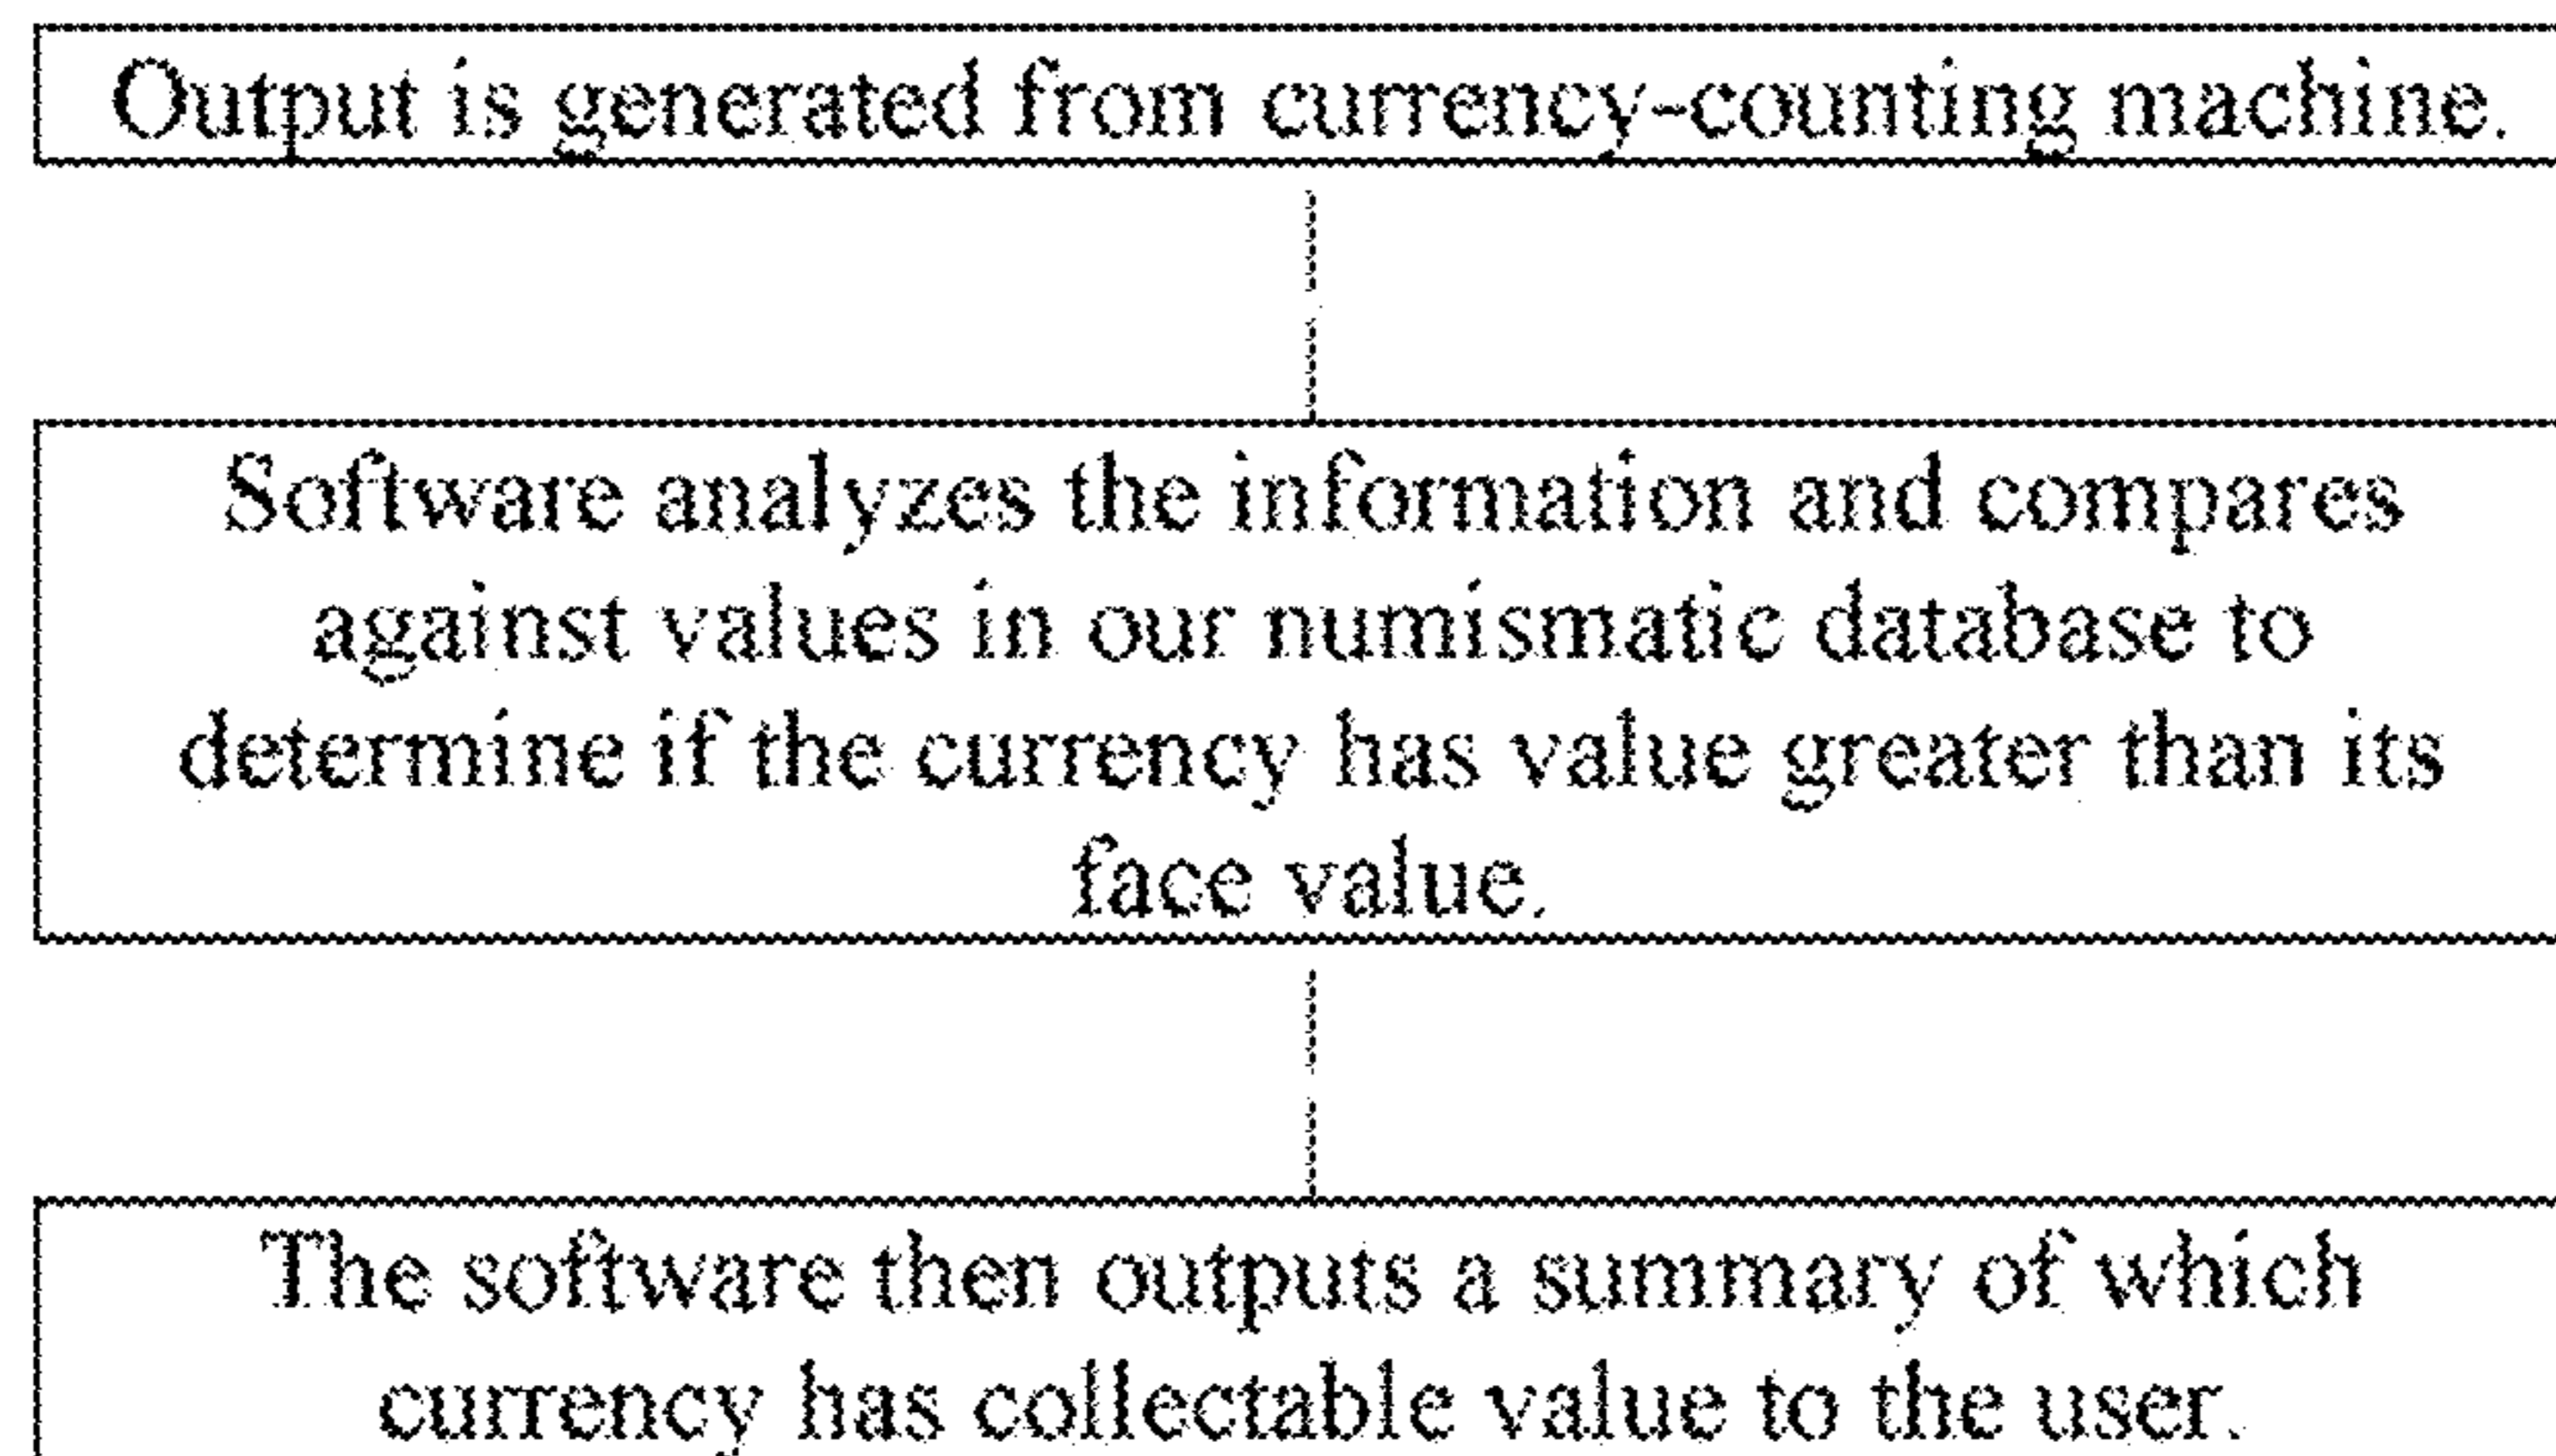 Output is generated from currency-counting machine.
Software analyzes the information and compares
against values in our numismatic database to
determine if the currency has value greater than its
face value.
The software then outputs a summary of which
currency has collectable value to the user.